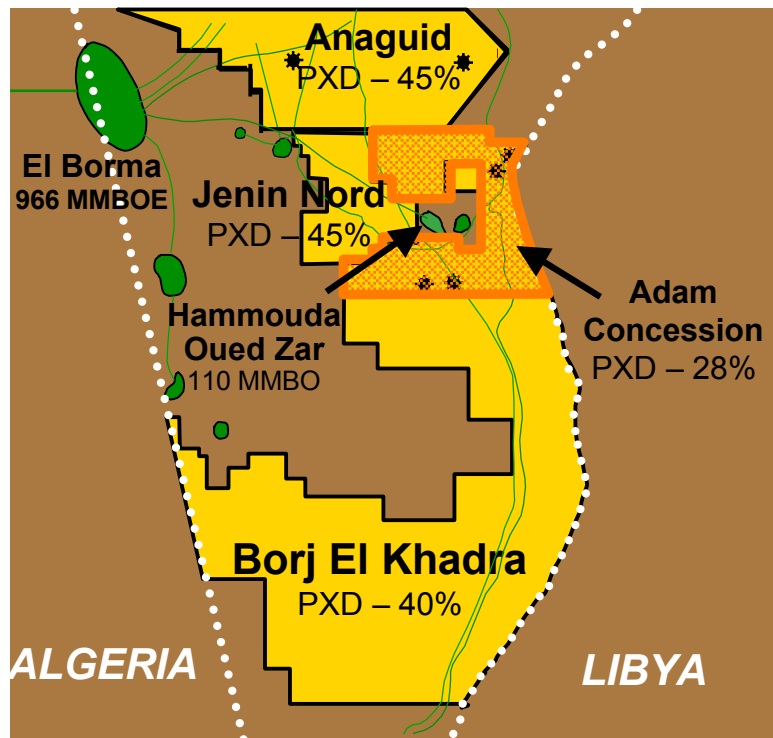 Anaguid
PXD – 45%
El Borma
966 MMBOE
Jenin Nord
PXD – 45%
Hammouda
Oued Zar
110 MMBO
Adam
Concession
PXD – 28%
Borj El Khadra
PXD – 40%
ALGERIA
LIBYA